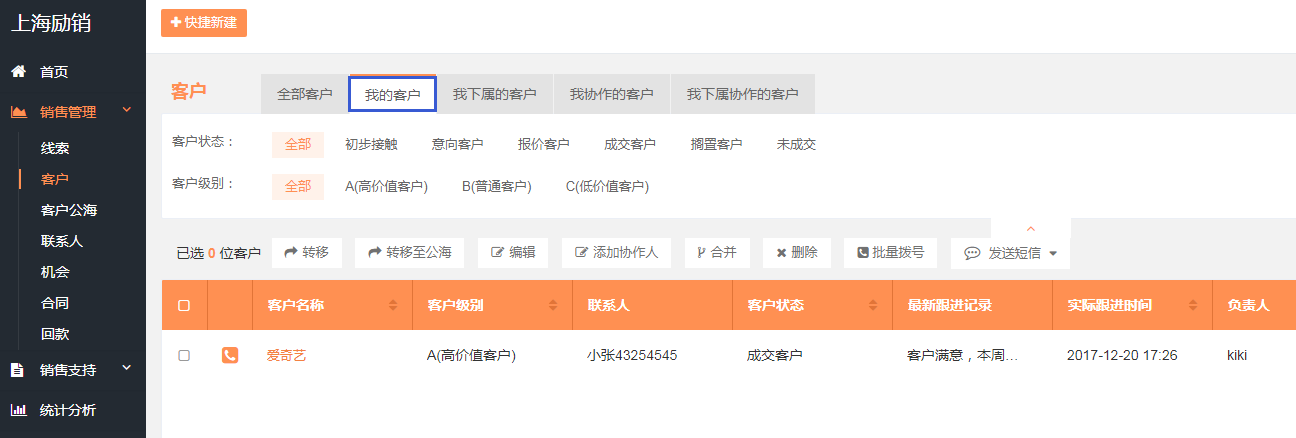 上海励销
快捷新建
首页
销售管理
线索
客户
客户公海
联系人
机会
合同
回款
销售支持
统计分析
客户 全部客户 我的客户 我下属的客户 我协作的客户 我下属协作的客户
客户状态： 全部 初步接触 意向客户 报价客户 成交客户 搁置客户 未成交
客户级别： 全部 A(高价值客户) B(普通客户) C(低价值客户)
已选 0 位客户 转移 转移至公海 编辑 添加协作人 合并 删除 批量拨号 发送短信
客户名称 客户级别 联系人 客户状态 最新跟进记录 实际跟进时间 负责人
爱奇艺 A(高价值客户) 小张43254545 成交客户 客户满意，本周... 2017-12-20 17:26 kiki